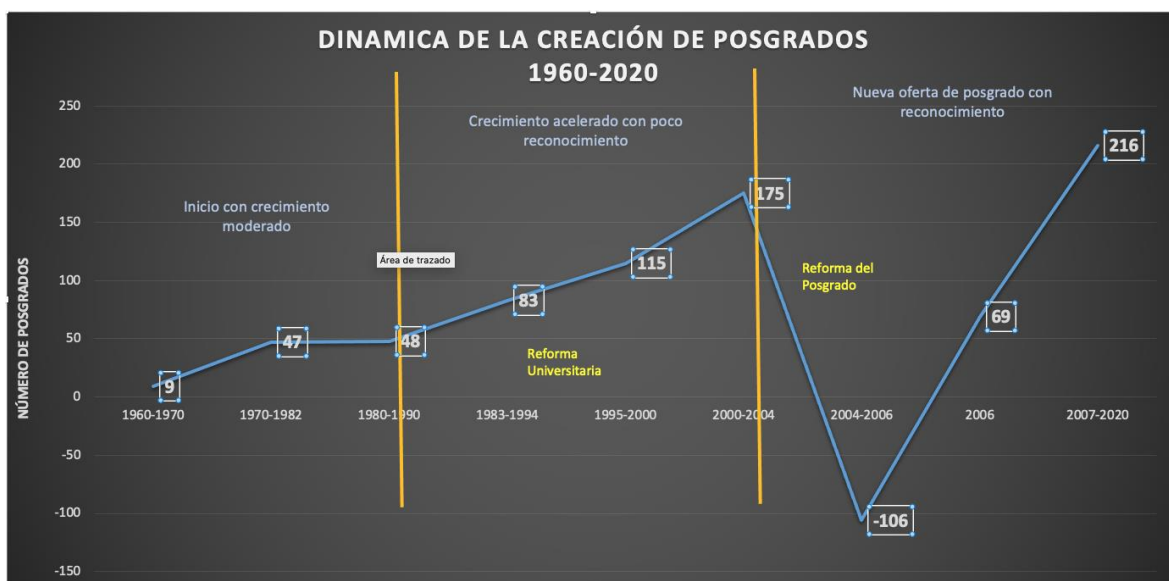 DINAMICA DE LA CREACIÓN DE POSGRADOS
1960-2020
Nueva oferta de posgrado con
reconocimiento
Crecimiento acelerado con poco
reconocimiento
Inicio con crecimiento
moderado
Área de trazado
Reforma del
Posgrado
Reforma
Universitaria
NÚMERO DE POSGRADOS
250
200
150
100
50
0
-50
-100
-150
9
47
48
83
115
175
-106
69
216
1960-1970
1970-1982
1980-1990
1983-1994
1995-2000
2000-2004
2004-2006
2006
2007-2020